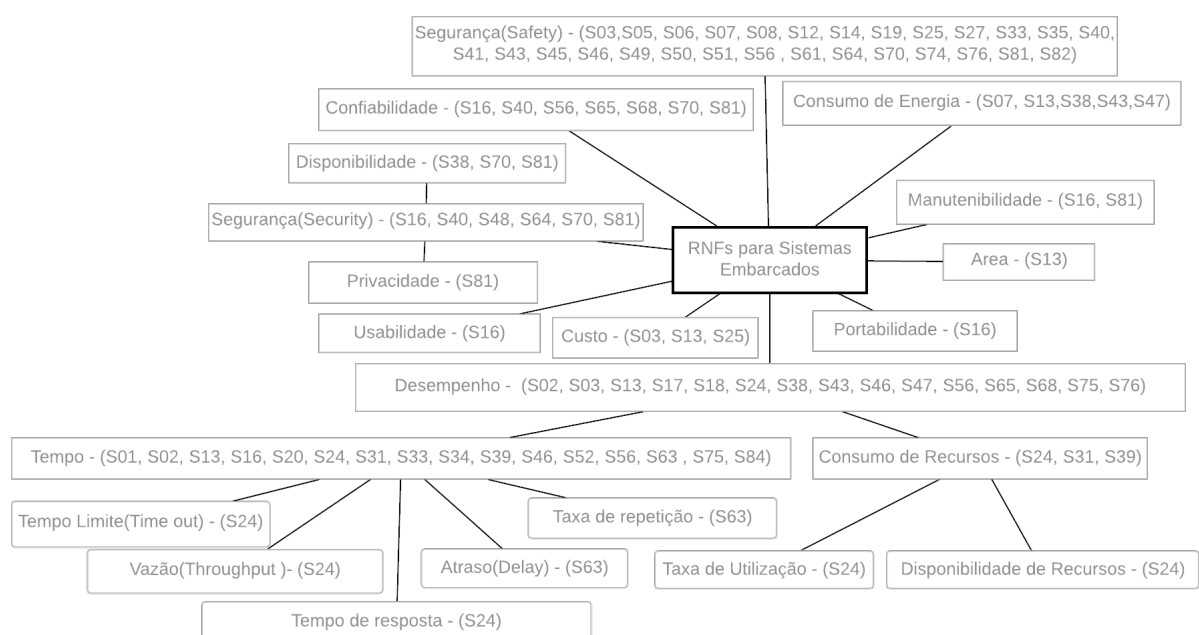 Segurança(Safety) - (S03,S05, S06, S07, S08, S12, S14, S19, S25, S27, S33, S35, S40,
S41, S43, S45, S46, S49, S50, S51, S56 , S61, S64, S70, S74, S76, S81, S82)
Confiabilidade - (S16, S40, S56, S65, S68, S70, S81)
Consumo de Energia - (S07, S13,S38,S43,S47)
Disponibilidade - (S38, S70, S81)
Manutenibilidade - (S16, S81)
Segurança(Security) - (S16, S40, S48, S64, S70, S81)
RNFs para Sistemas
Embarcados
Area - (S13)
Privacidade - (S81)
Usabilidade - (S16)
Custo - (S03, S13, S25)
Portabilidade - (S16)
Desempenho -  (S02, S03, S13, S17, S18, S24, S38, S43, S46, S47, S56, S65, S68, S75, S76)
Tempo - (S01, S02, S13, S16, S20, S24, S31, S33, S34, S39, S46, S52, S56, S63 , S75, S84)
Consumo de Recursos - (S24, S31, S39)
Tempo Limite(Time out) - (S24)
Taxa de repetição - (S63)
Vazão(Throughput )- (S24)
Atraso(Delay) - (S63)
Taxa de Utilização - (S24)
Disponibilidade de Recursos - (S24)
Tempo de resposta - (S24)